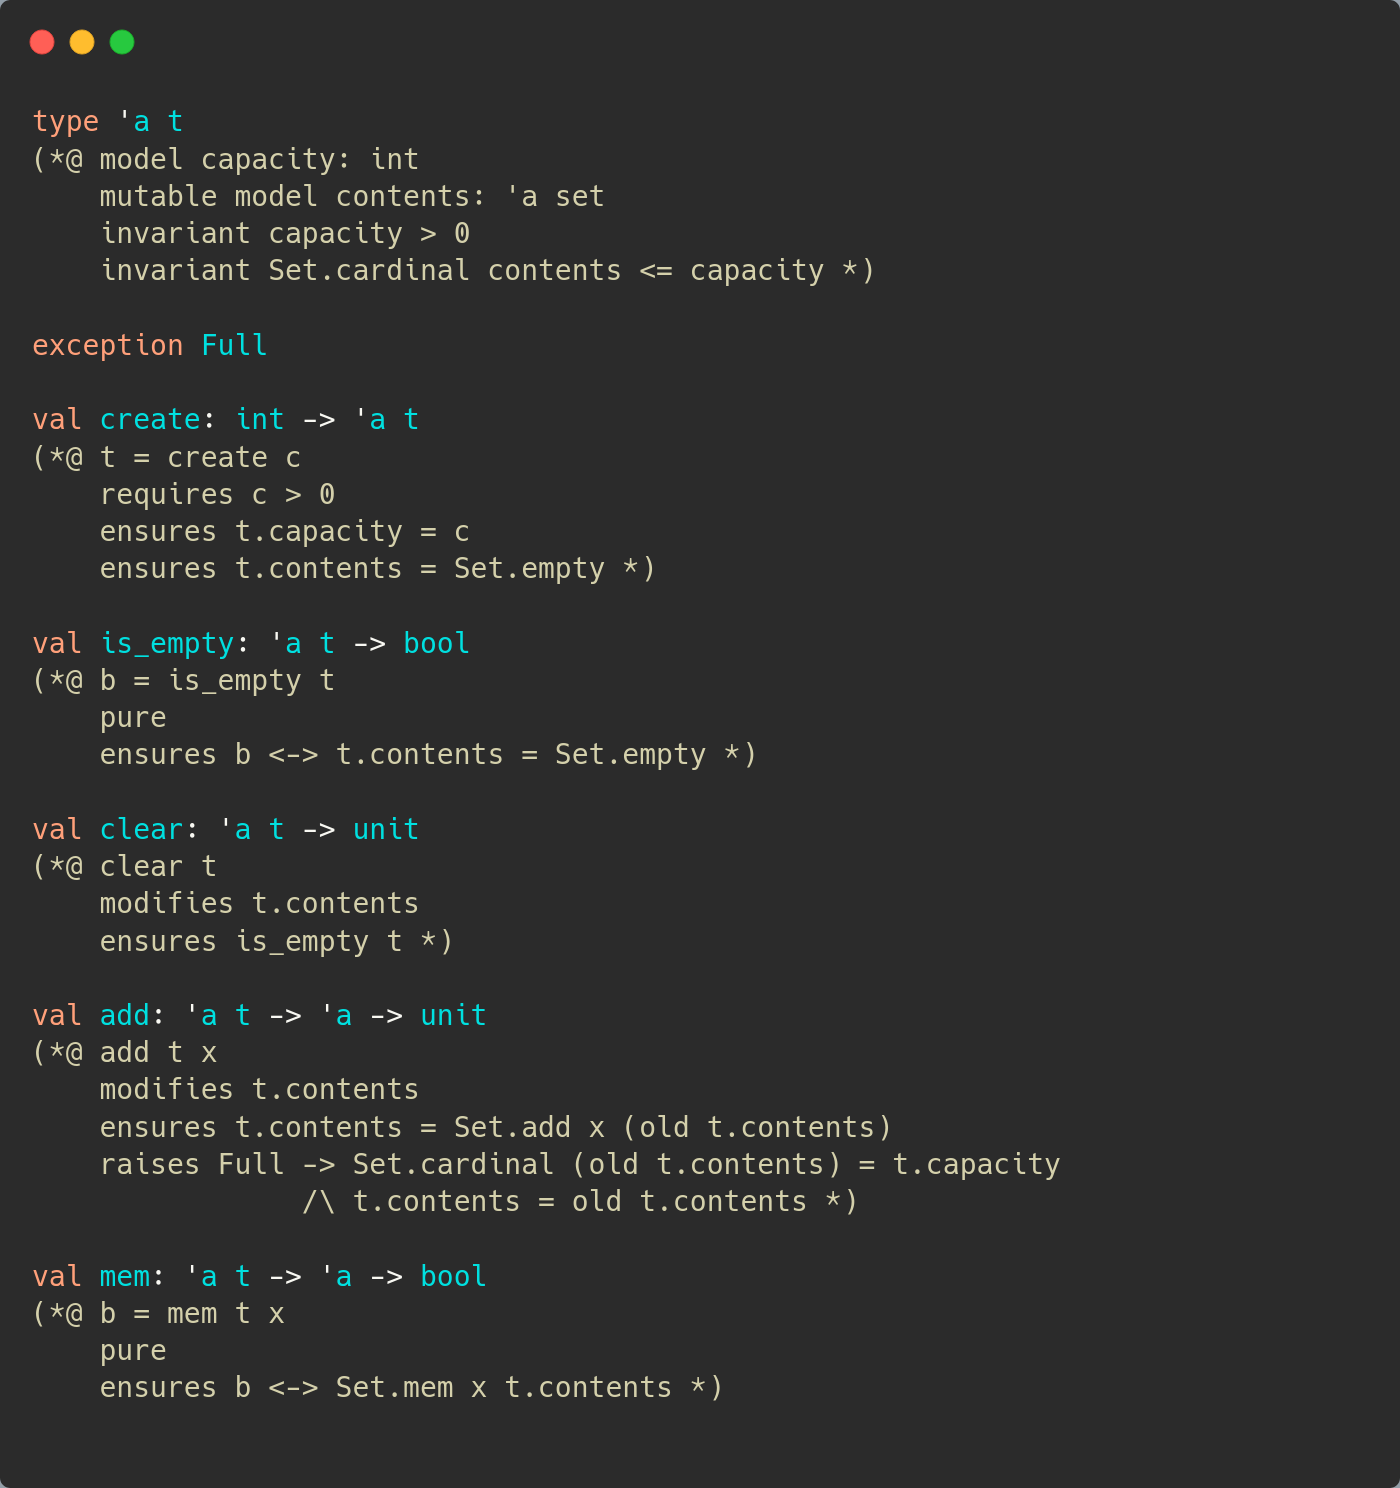 type 'a t
(*@ model capacity: int
    mutable model contents: 'a set
    invariant capacity > 0
    invariant Set.cardinal contents <= capacity *)

exception Full

val create: int -> 'a t
(*@ t = create c
    requires c > 0
    ensures t.capacity = c
    ensures t.contents = Set.empty *)

val is_empty: 'a t -> bool
(*@ b = is_empty t
    pure
    ensures b <-> t.contents = Set.empty *)

val clear: 'a t -> unit
(*@ clear t
    modifies t.contents
    ensures is_empty t *)

val add: 'a t -> 'a -> unit
(*@ add t x
    modifies t.contents
    ensures t.contents = Set.add x (old t.contents)
    raises Full -> Set.cardinal (old t.contents) = t.capacity
                /\ t.contents = old t.contents *)

val mem: 'a t -> 'a -> bool
(*@ b = mem t x
    pure
    ensures b <-> Set.mem x t.contents *)